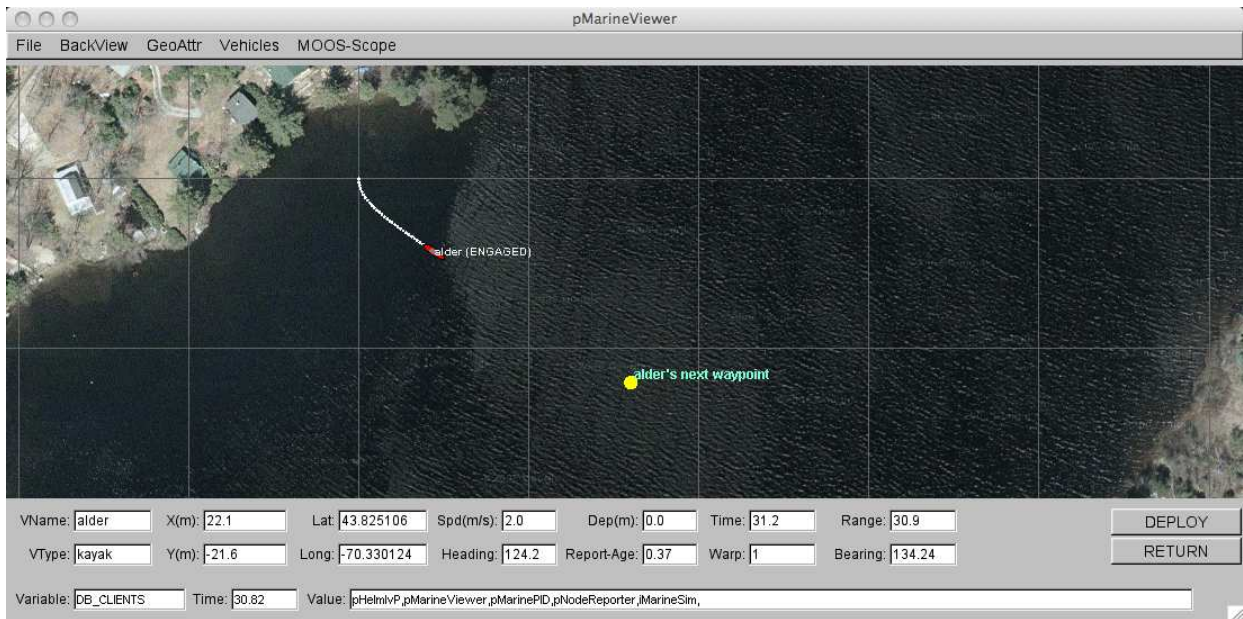 pMarineViewer
File BackView GeoAttr Vehicles MOOS-Scope
alder (ENGAGED)
alder's next waypoint
VName: alder X(m): 22.1 Lat: 43.825106 Spd(m/s): 2.0 Dep(m): 0.0 Time: 31.2 Range: 30.9 DEPLOY
VType: kayak Y(m): -21.6 Long: -70.330124 Heading: 124.2 Report-Age: 0.37 Warp: 1 Bearing: 134.24 RETURN
Variable: DB_CLIENTS Time: 30.82 Value: pHelmIvP,pMarineViewer,pMarinePID,pNodeReporter,iMarineSim,